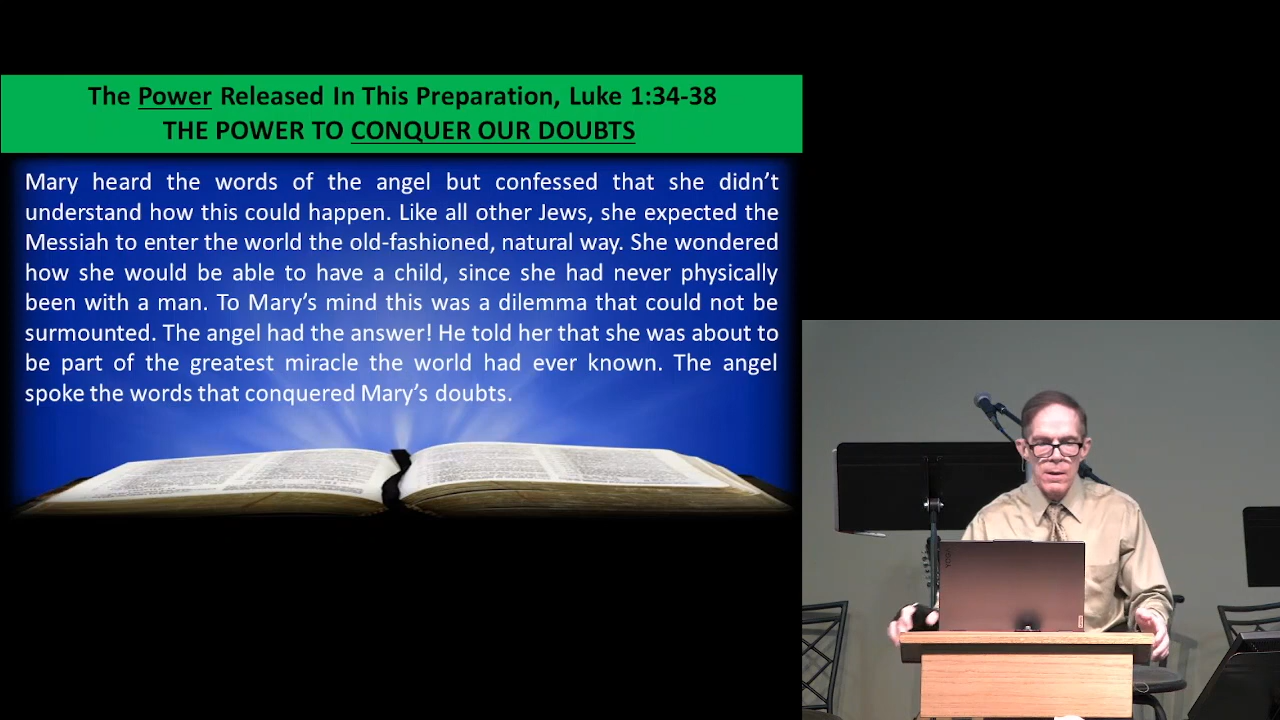 The Power Released In This Preparation, Luke 1:34-38
THE POWER TO CONQUER OUR DOUBTS
Mary heard the words of the angel but confessed that she didn’t
understand how this could happen. Like all other Jews, she expected the
Messiah to enter the world the old-fashioned, natural way. She wondered
how she would be able to have a child, since she had never physically
been with a man. To Mary’s mind this was a dilemma that could not be
surmounted. The angel had the answer! He told her that she was about to
be part of the greatest miracle the world had ever known. The angel
spoke the words that conquered Mary’s doubts.